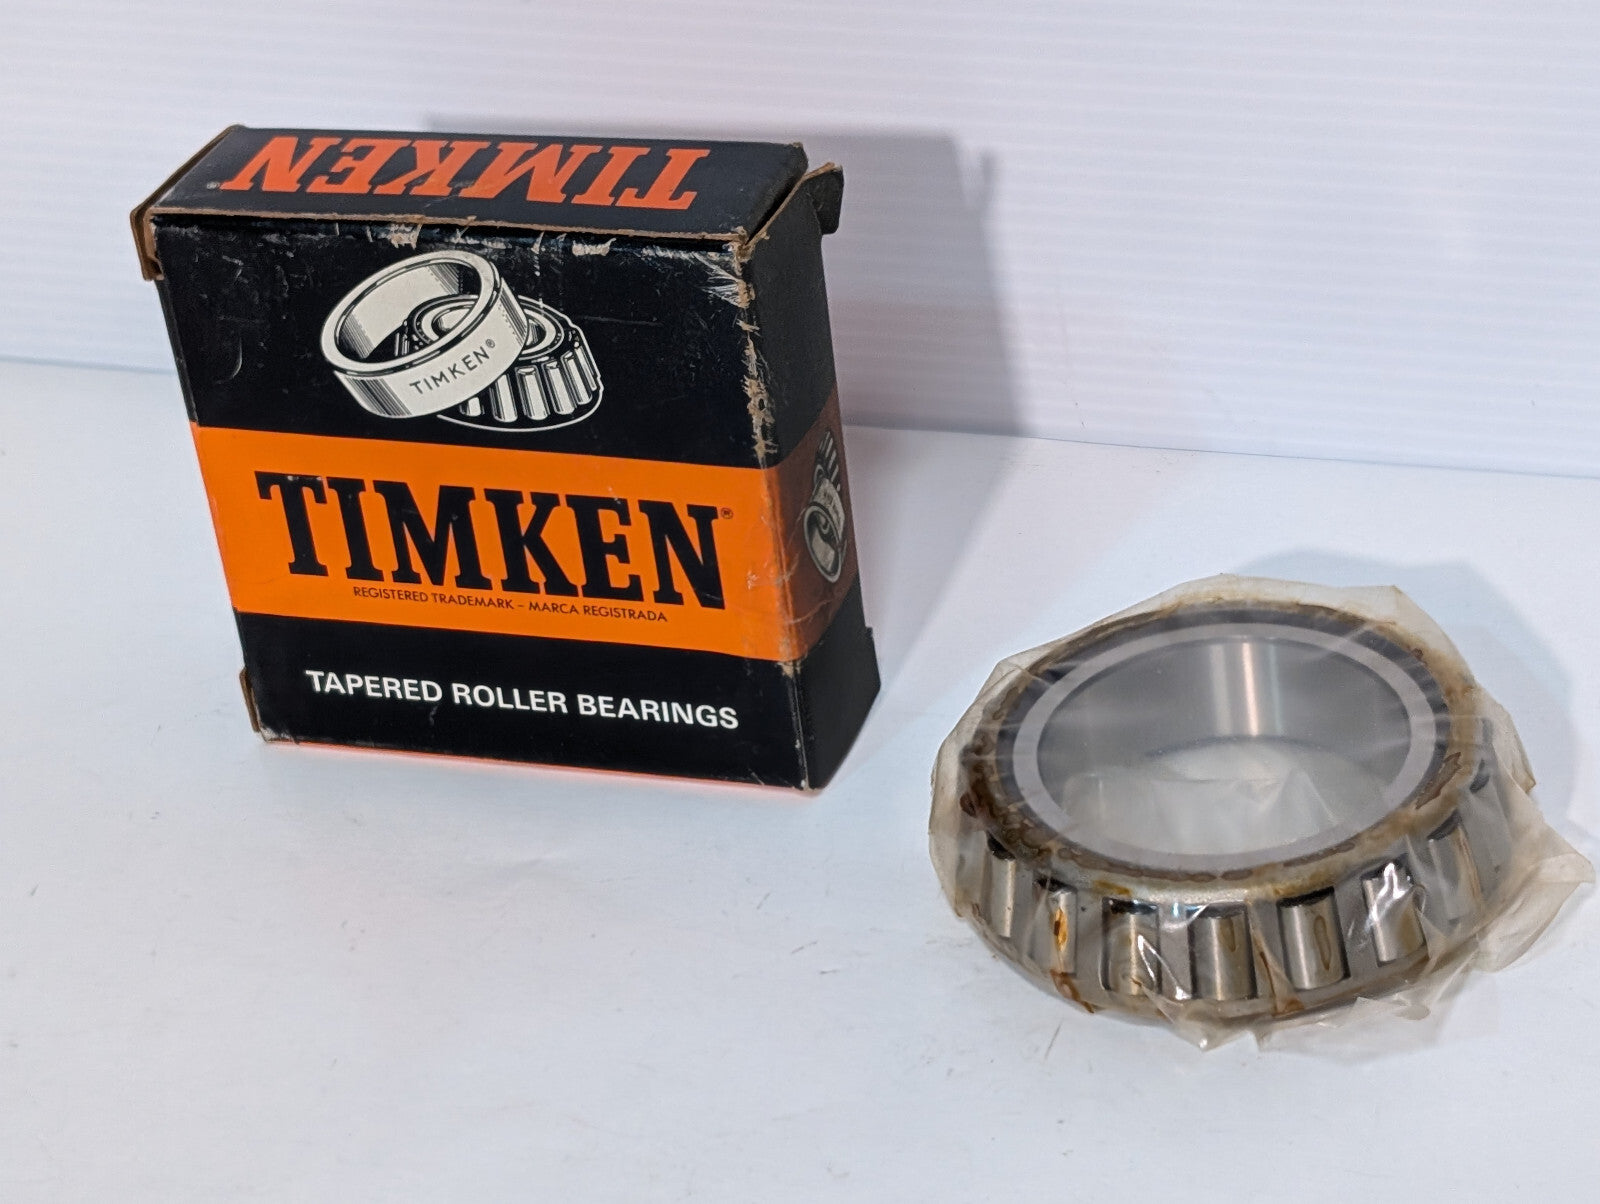 TIMKEN®
TIMKEN®
TIMKEN®
REGISTERED TRADEMARK – MARCA REGISTRADA
TAPERED ROLLER BEARINGS